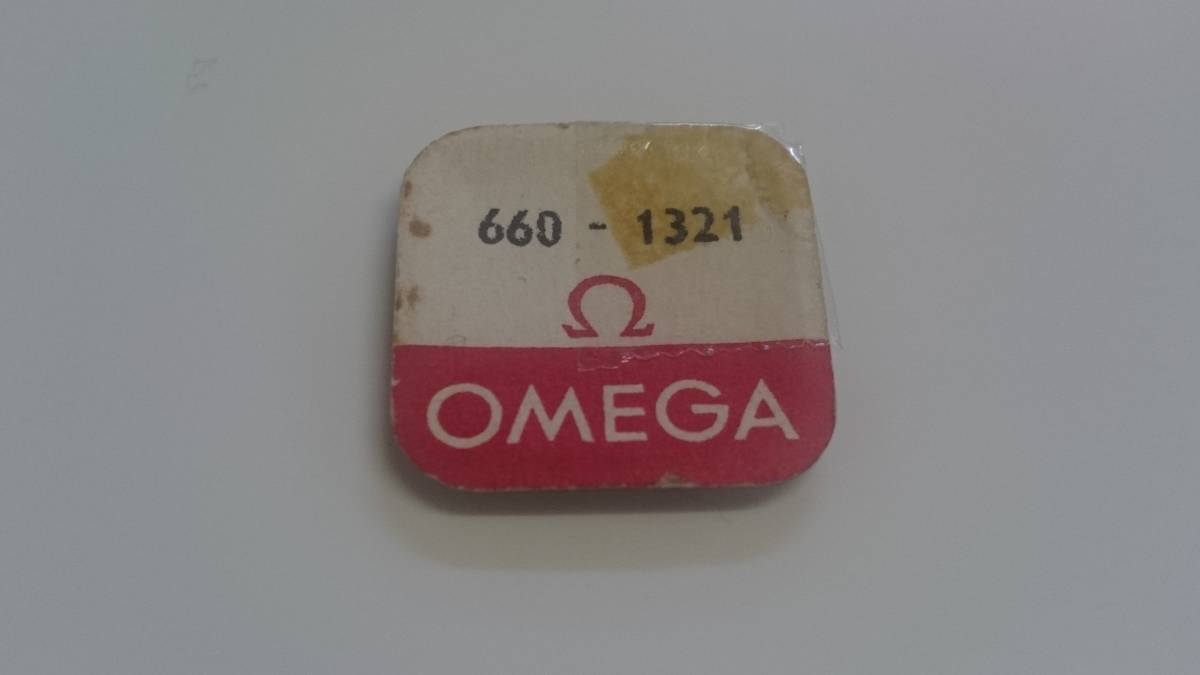 660 - 1321
Ω
OMEGA